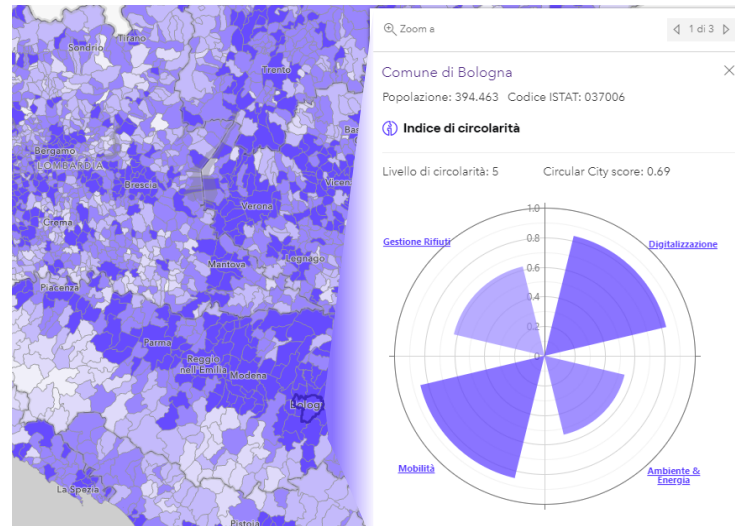 Sondrio
Tirano
Trento
Bergamo
LOMBARDIA
Brescia
Verona
Crema
Mantova
Legnago
Piacenza
Parma
Reggio
nell'Emilia
Modena
La Spezia
Pistoia
Zoom a
1 di 3
Comune di Bologna
Popolazione: 394.463 Codice ISTAT: 037006
Indice di circolarità
Livello di circolarità: 5 Circular City score: 0.69
1.0
Gestione Rifiuti
Digitalizzazione
0.8
0.6
0.4
0.2
0
Mobilità
Ambiente &
Energia